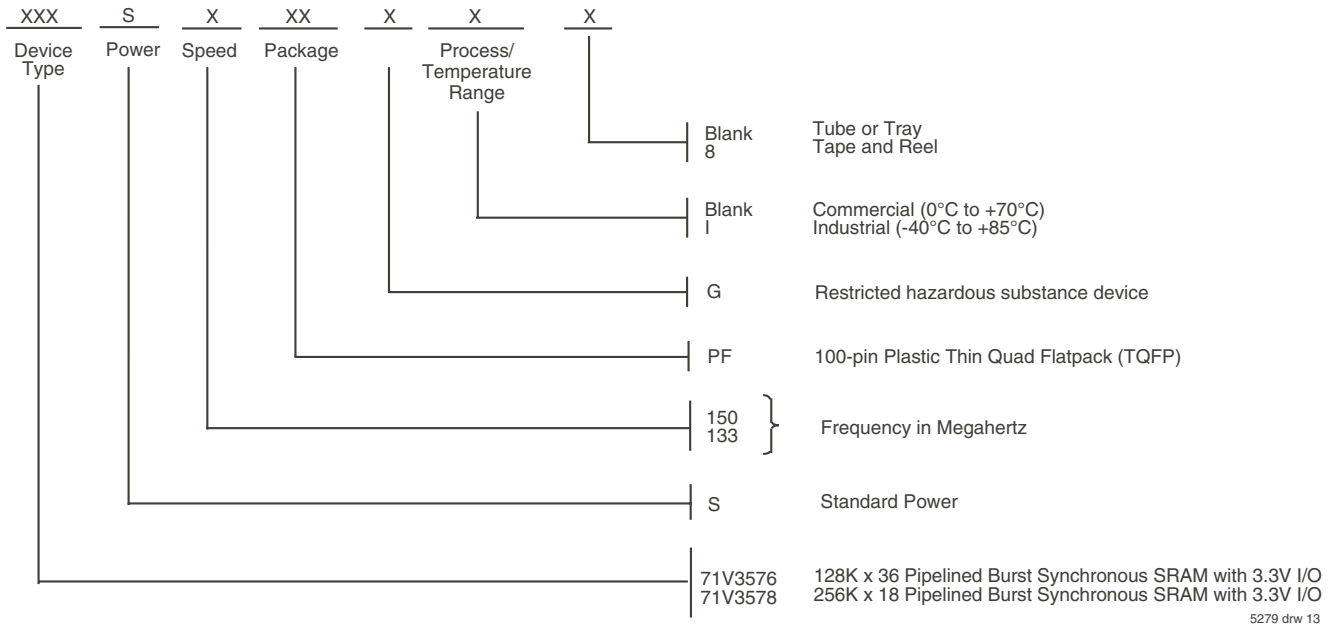 XXX S X XX X X X
Device Type Power Speed Package Process/ Temperature Range
Blank Tube or Tray
8 Tape and Reel
Blank Commercial (0°C to +70°C)
I Industrial (-40°C to +85°C)
G Restricted hazardous substance device
PF 100-pin Plastic Thin Quad Flatpack (TQFP)
150
133
Frequency in Megahertz
S Standard Power
71V3576 128K x 36 Pipelined Burst Synchronous SRAM with 3.3V I/O
71V3578 256K x 18 Pipelined Burst Synchronous SRAM with 3.3V I/O
5279 drw 13